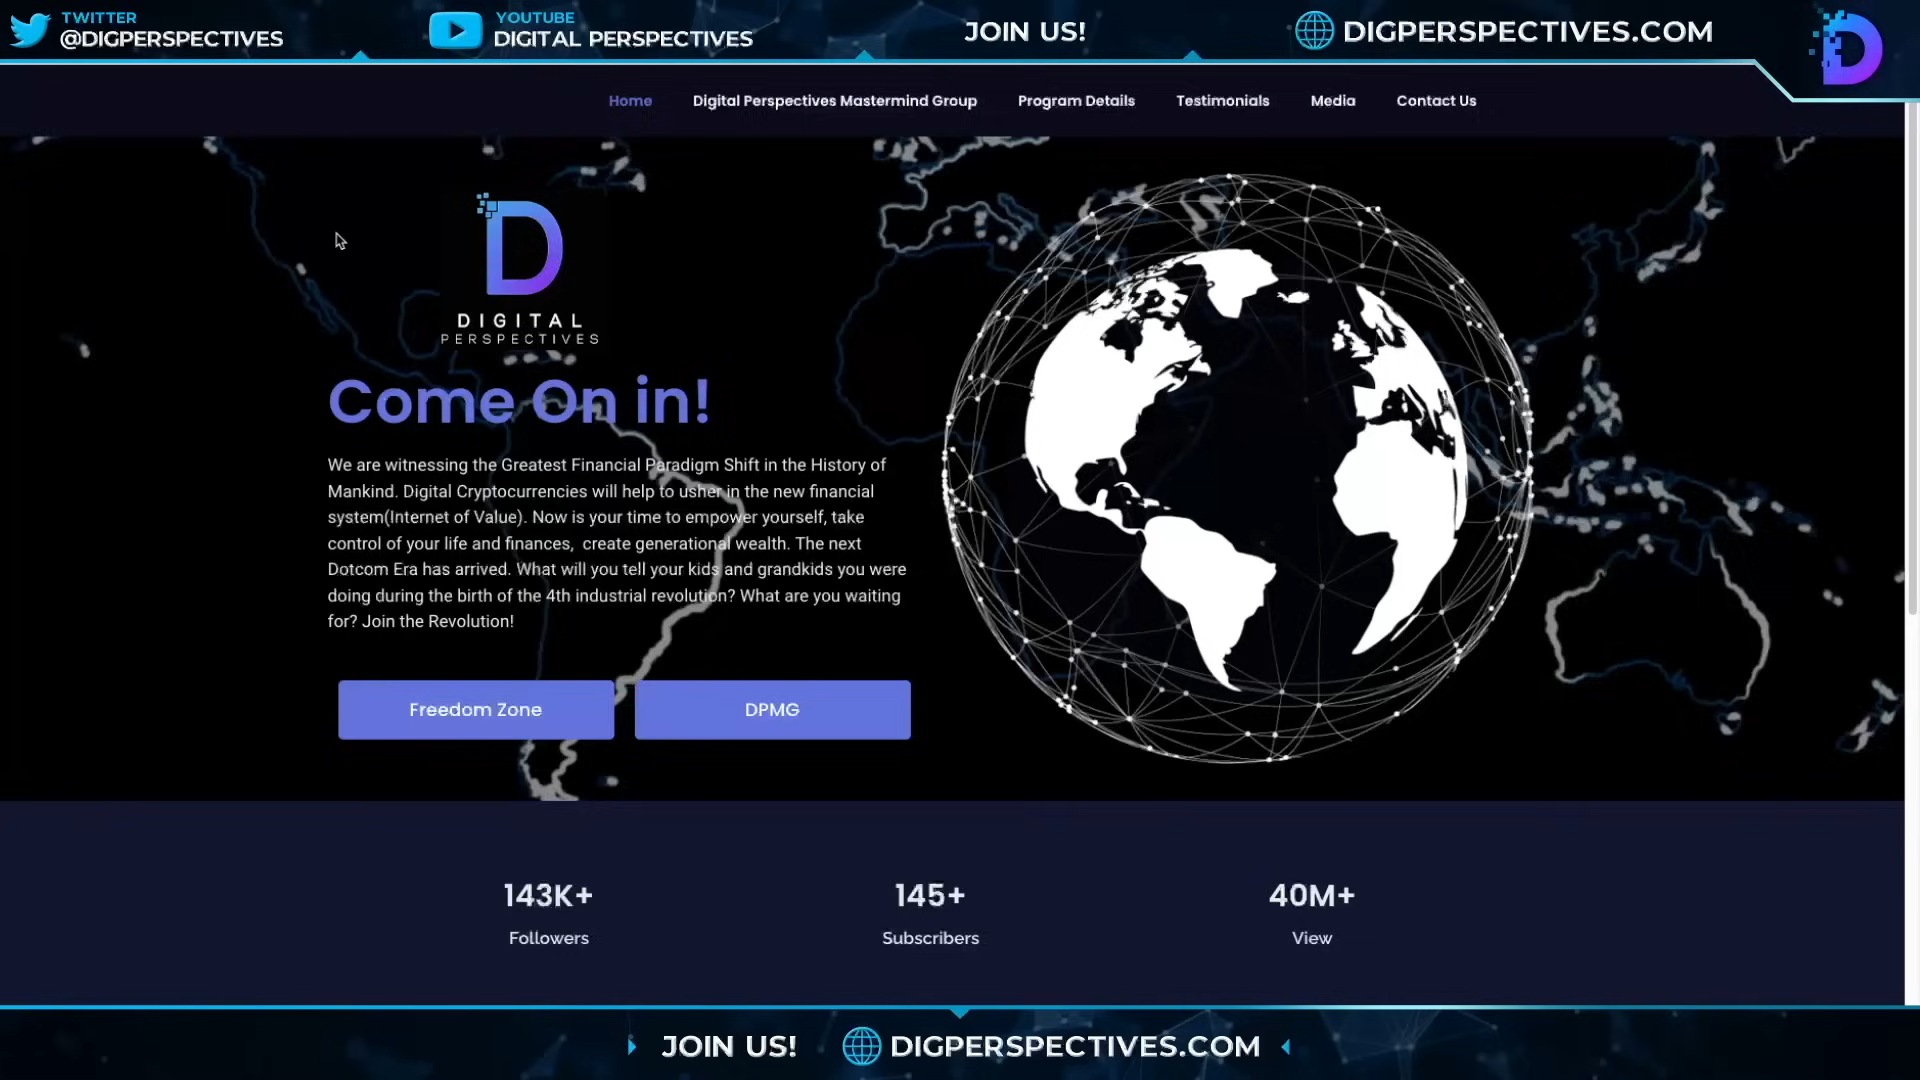 TWITTER
@DIGPERSPECTIVES
YOUTUBE
DIGITAL PERSPECTIVES
JOIN US!
DIGPERSPECTIVES.COM
Home
Digital Perspectives Mastermind Group
Program Details
Testimonials
Media
Contact Us
DIGITAL
PERSPECTIVES
Come On in!
We are witnessing the Greatest Financial Paradigm Shift in the History of
Mankind. Digital Cryptocurrencies will help to usher in the new financial
system(Internet of Value). Now is your time to empower yourself, take
control of your life and finances,  create generational wealth. The next
Dotcom Era has arrived. What will you tell your kids and grandkids you were
doing during the birth of the 4th industrial revolution? What are you waiting
for? Join the Revolution!
Freedom Zone
DPMG
143K+
Followers
145+
Subscribers
40M+
View
JOIN US!
DIGPERSPECTIVES.COM